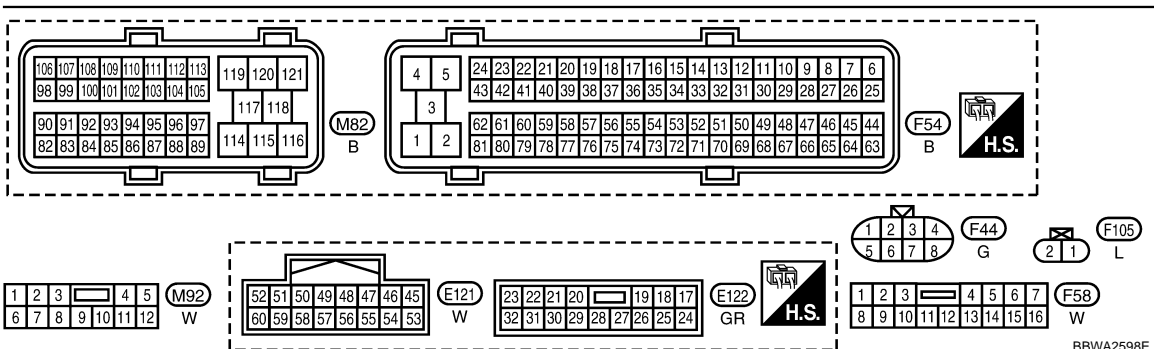 106 107 108 109 110 111 112 113
98 99 100 101 102 103 104 105
119 120 121
117 118
90 91 92 93 94 95 96 97
82 83 84 85 86 87 88 89
114 115 116
M82
B
4 5
3
1 2
24 23 22 21 20 19 18 17 16 15 14 13 12 11 10 9 8 7 6
43 42 41 40 39 38 37 36 35 34 33 32 31 30 29 28 27 26 25
62 61 60 59 58 57 56 55 54 53 52 51 50 49 48 47 46 45 44
81 80 79 78 77 76 75 74 73 72 71 70 69 68 67 66 65 64 63
F54
B
H.S.
1 2 3 4
5 6 7 8
F44
G
2 1
F105
L
1 2 3 4 5
6 7 8 9 10 11 12
M92
W
52 51 50 49 48 47 46 45
60 59 58 57 56 55 54 53
E121
W
23 22 21 20 19 18 17
32 31 30 29 28 27 26 25 24
E122
GR
H.S.
1 2 3 4 5 6 7
8 9 10 11 12 13 14 15 16
F58
W
BBWA2598E